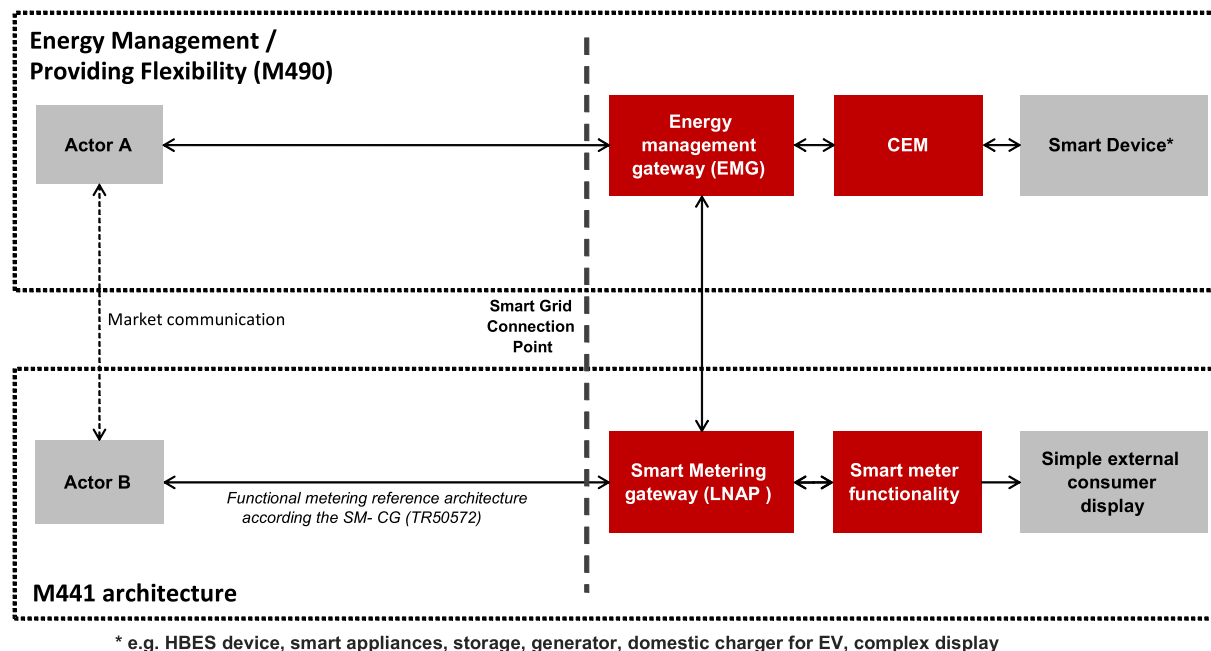 Energy Management /
Providing Flexibility (M490)
Actor A
Energy
management
gateway (EMG)
CEM
Smart Device*
Market communication
Smart Grid
Connection
Point
Actor B
Functional metering reference architecture
according the SM- CG (TR50572)
Smart Metering
gateway (LNAP )
Smart meter
functionality
Simple external
consumer
display
M441 architecture
* e.g. HBES device, smart appliances, storage, generator, domestic charger for EV, complex display